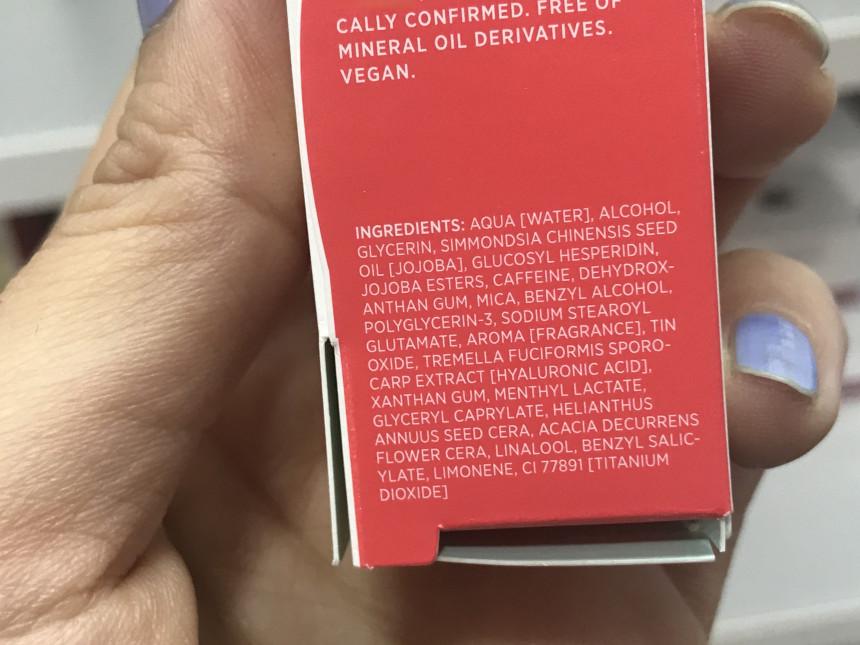 CALLY CONFIRMED. FREE OF
MINERAL OIL DERIVATIVES.
VEGAN.
INGREDIENTS: AQUA [WATER], ALCOHOL,
GLYCERIN, SIMMONDSIA CHINENSIS SEED
OIL [JOJOBA], GLUCOSYL HESPERIDIN,
JOJOBA ESTERS, CAFFEINE, DEHYDROX-
ANTHAN GUM, MICA, BENZYL ALCOHOL,
POLYGLYCERIN-3, SODIUM STEAROYL
GLUTAMATE, AROMA [FRAGRANCE], TIN
OXIDE, TREMELLA FUCIFORMIS SPORO-
CARP EXTRACT [HYALURONIC ACID],
XANTHAN GUM, MENTHYL LACTATE,
GLYCERYL CAPRYLATE, HELIANTHUS
ANNUUS SEED CERA, ACACIA DECURRENS
FLOWER CERA, LINALOOL, BENZYL SALIC-
YLATE, LIMONENE, CI 77891 [TITANIUM
DIOXIDE]